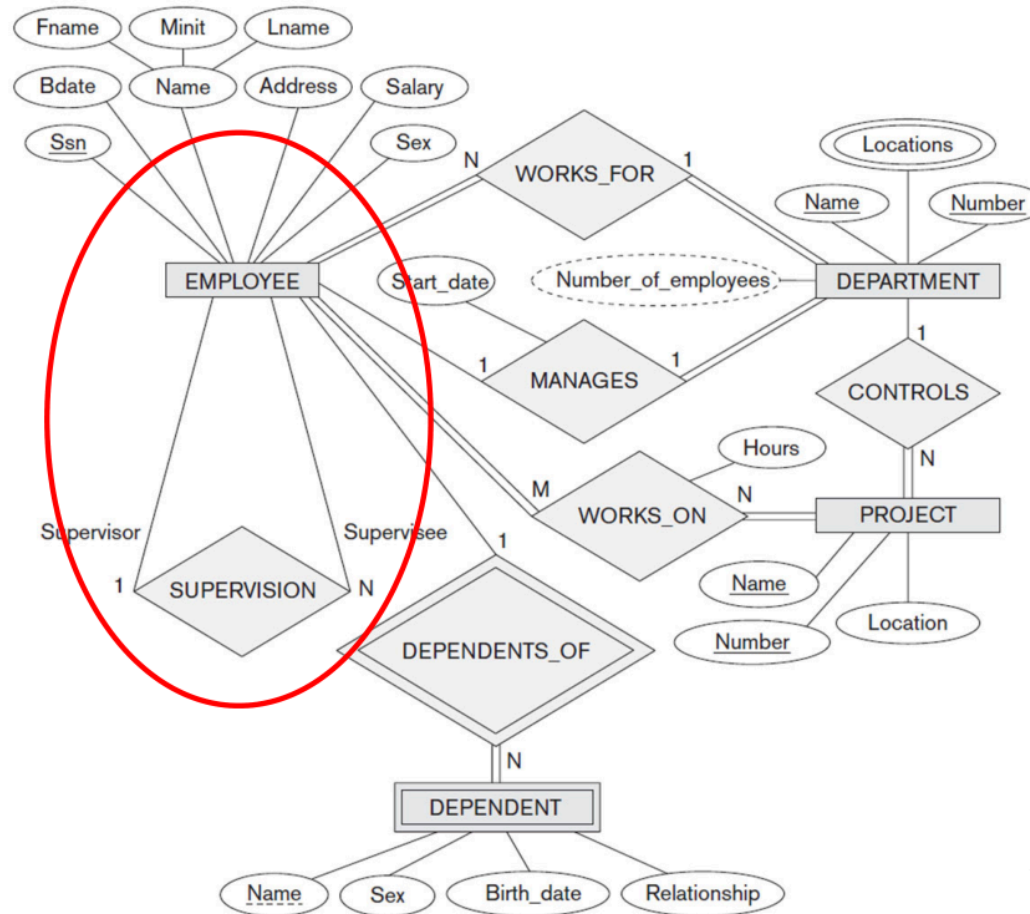 Fname Minit Lname
Bdate Name Address Salary
Ssn Sex
N WORKS_FOR 1
Locations
Name Number
EMPLOYEE
Start_date Number_of_employees
DEPARTMENT
1 MANAGES 1
1
CONTROLS
N
Hours
M WORKS_ON N
PROJECT
Supervisor Supervisee
1 SUPERVISION N
1
Name
Number
Location
DEPENDENTS_OF
N
DEPENDENT
Name Sex Birth_date Relationship